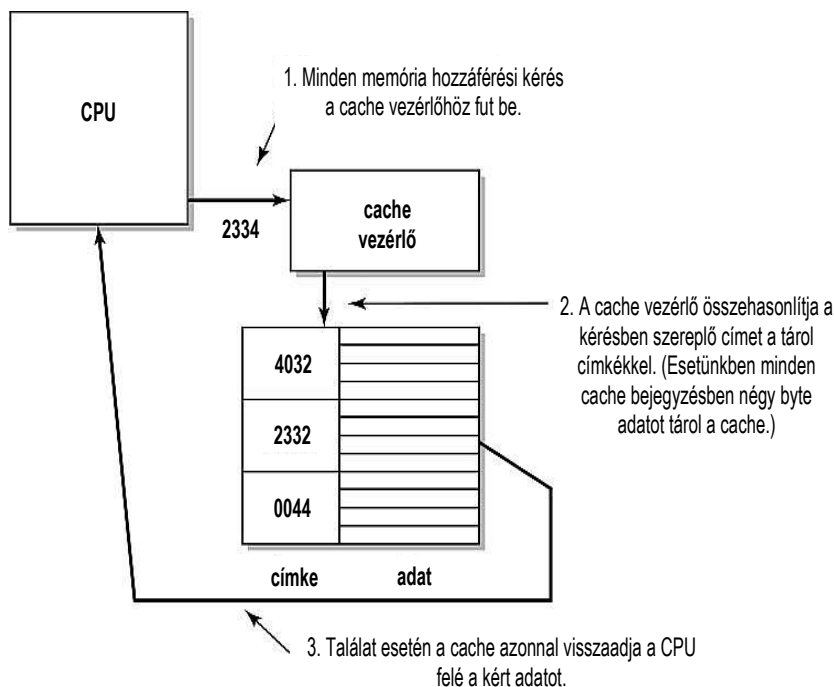 CPU
1. Minden memória hozzáférési kérés
a cache vezérlőhöz fut be.
2334
cache
vezérlő
2. A cache vezérlő összehasonlítja a
kérésben szereplő címet a tárol
címkékkel. (Esetünkben minden
cache bejegyzésben négy byte
adatot tárol a cache.)
4032
2332
0044
címke adat
3. Találat esetén a cache azonnal visszaadja a CPU
felé a kért adatot.